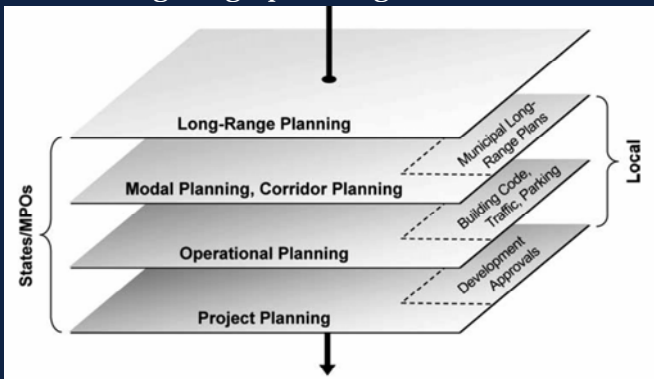 Long-Range Planning
Municipal Long-
Range Plans
Modal Planning, Corridor Planning
Building Code,
Traffic, Parking
Operational Planning
Development
Approvals
Project Planning
States/MPOs
Local